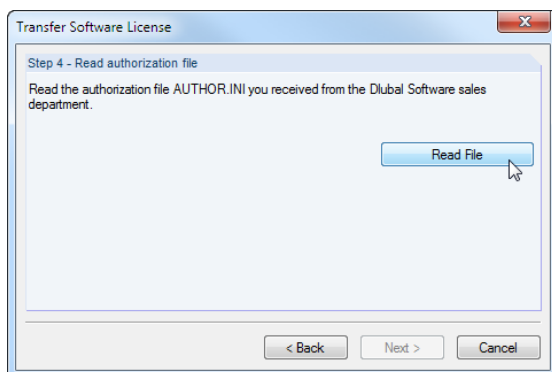 Transfer Software License
Step 4 - Read authorization file
Read the authorization file AUTHOR.INI you received from the Dlubal Software sales
department.
Read File
< Back Next > Cancel